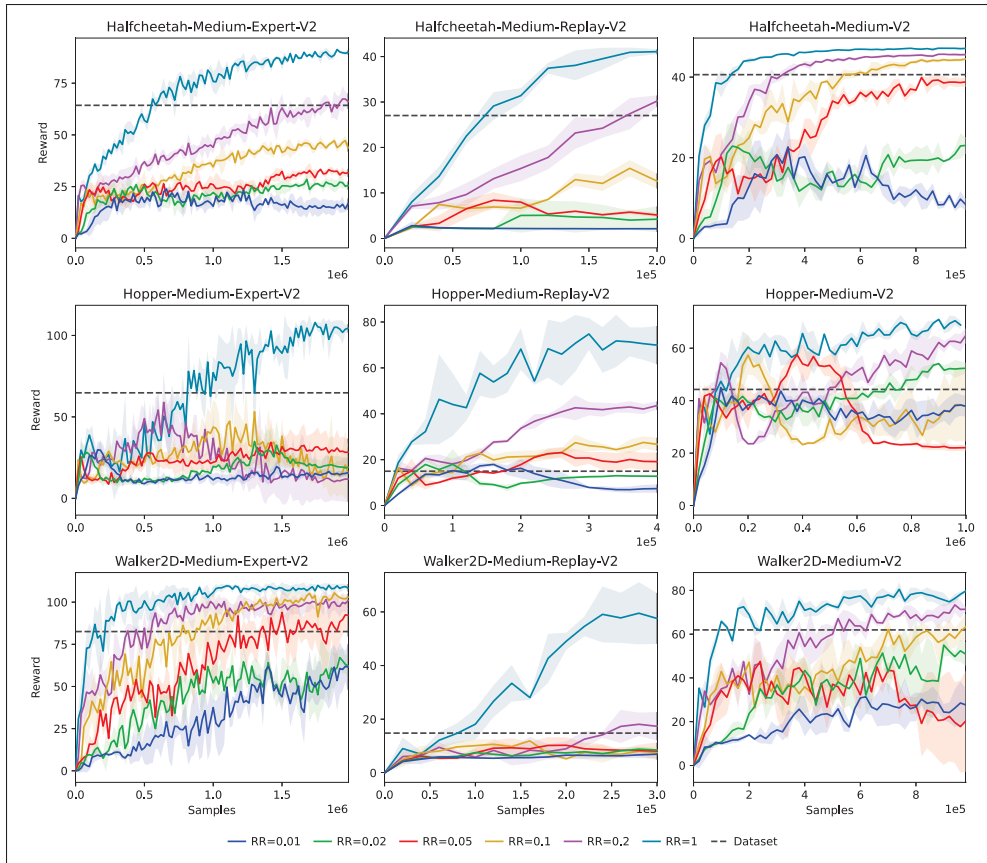 Halfcheetah-Medium-Expert-V2
Halfcheetah-Medium-Replay-V2
Halfcheetah-Medium-V2
Reward
75
50
25
0
0 0.5 1.0 1.5
1e6
40
30
20
10
0
0 0.5 1.0 1.5 2.0
1e5
40
20
0
0 2 4 6 8
1e5
Hopper-Medium-Expert-V2
Hopper-Medium-Replay-V2
Hopper-Medium-V2
Reward
100
50
0
0 0.5 1.0 1.5
1e6
80
60
40
20
0
0 1 2 3 4
1e5
60
40
20
0
0.0 0.2 0.4 0.6 0.8 1.0
1e6
Walker2D-Medium-Expert-V2
Walker2D-Medium-Replay-V2
Walker2D-Medium-V2
Reward
100
75
50
25
0
0 0.5 1.0 1.5
Samples
1e6
60
40
20
0
0 0.5 1.0 1.5 2.0 2.5 3.0
Samples
1e5
80
60
40
20
0
0 2 4 6 8
Samples
1e5
RR=0.01 RR=0.02 RR=0.05 RR=0.1 RR=0.2 RR=1 Dataset